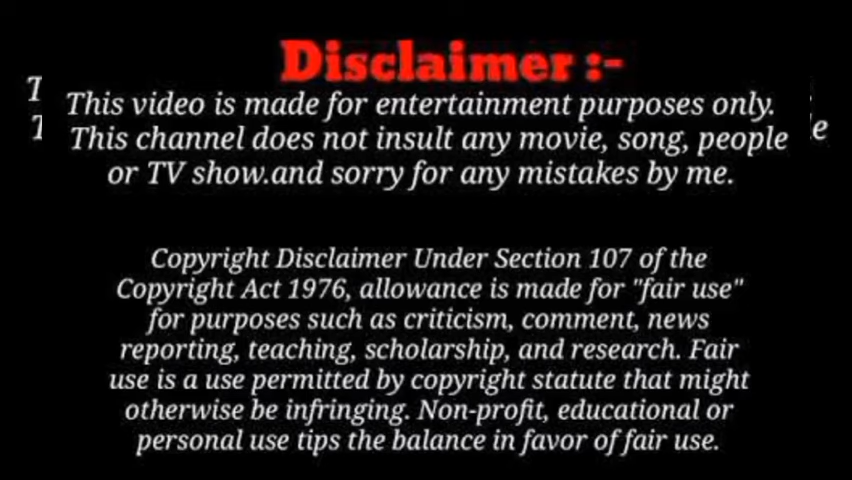 Disclaimer :-
This video is made for entertainment purposes only.
This channel does not insult any movie, song, people
or TV show.and sorry for any mistakes by me.
Copyright Disclaimer Under Section 107 of the
Copyright Act 1976, allowance is made for "fair use"
for purposes such as criticism, comment, news
reporting, teaching, scholarship, and research. Fair
use is a use permitted by copyright statute that might
otherwise be infringing. Non-profit, educational or
personal use tips the balance in favor of fair use.